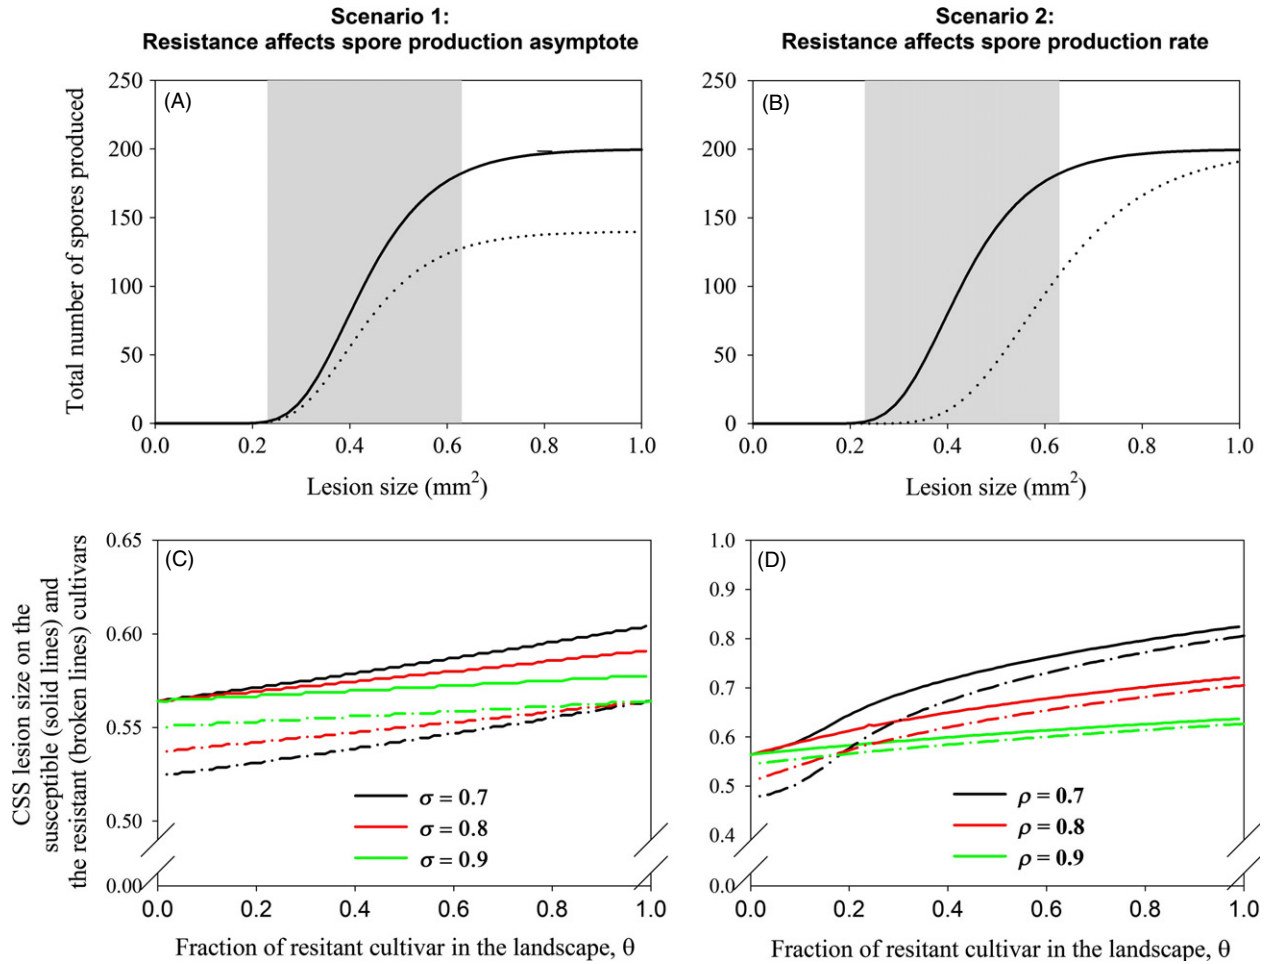 Scenario 1:
Resistance affects spore production asymptote
Scenario 2:
Resistance affects spore production rate
Total number of spores produced
250
200
150
100
50
0
(A)
0.0 0.2 0.4 0.6 0.8 1.0
Lesion size (mm²)
250
200
150
100
50
0
(B)
0.0 0.2 0.4 0.6 0.8 1.0
Lesion size (mm²)
CSS lesion size on the
susceptible (solid lines) and
the resistant (broken lines) cultivars
0.65
0.60
0.55
0.50
0.00
(C)
σ = 0.7
σ = 0.8
σ = 0.9
0.0 0.2 0.4 0.6 0.8 1.0
Fraction of resitant cultivar in the landscape, θ
1.0
0.9
0.8
0.7
0.6
0.5
0.4
0.0
(D)
ρ = 0.7
ρ = 0.8
ρ = 0.9
0.0 0.2 0.4 0.6 0.8 1.0
Fraction of resitant cultivar in the landscape, θ